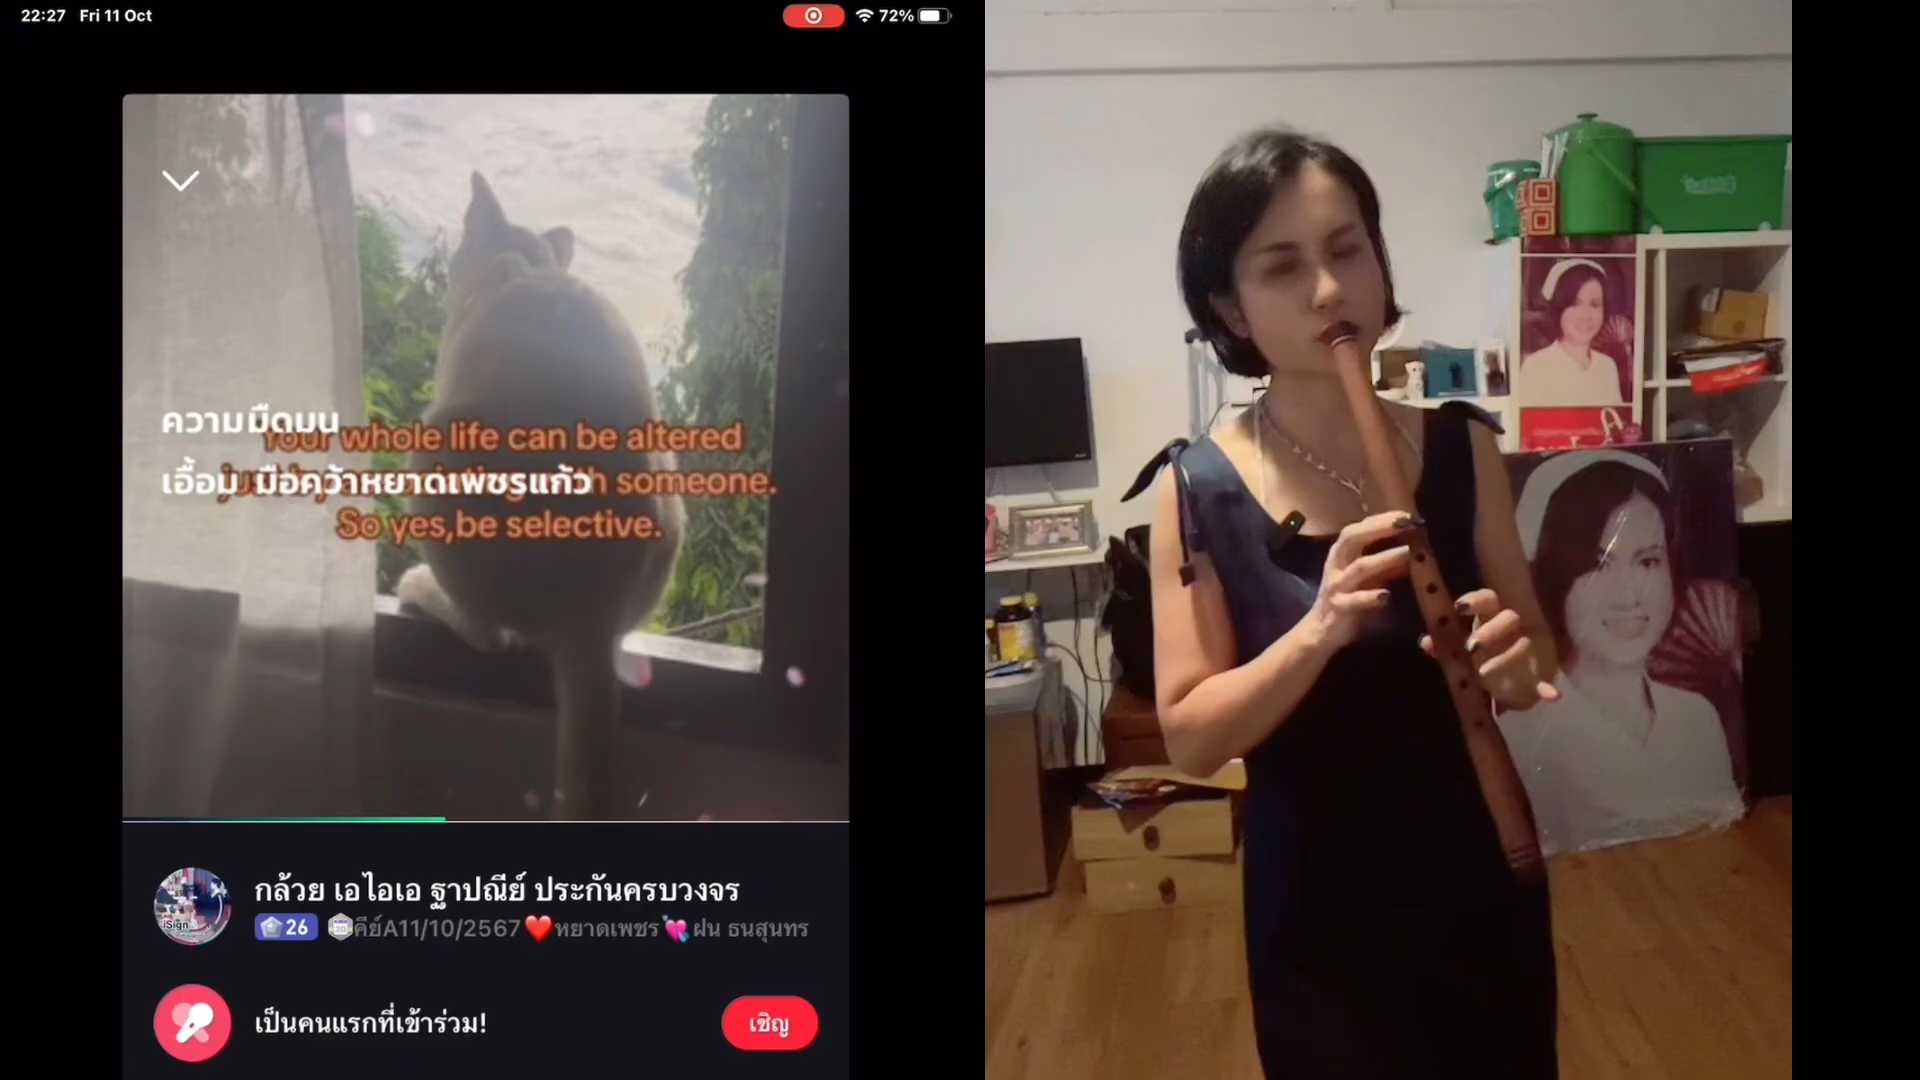 22:27 Fri 11 Oct
72%
ความมืดมน
Your whole life can be altered
เอื้อม มือคว้าหยาดเพชรแก้ว
someone.
So yes,be selective.
iSign
กล้วย เอไอเอ ฐาปณีย์ ประกันครบวงจร
26 คีย์A11/10/2567❤️หยาดเพชร💘ฝน ธนสุนทร
เป็นคนแรกที่เข้าร่วม!
เชิญ